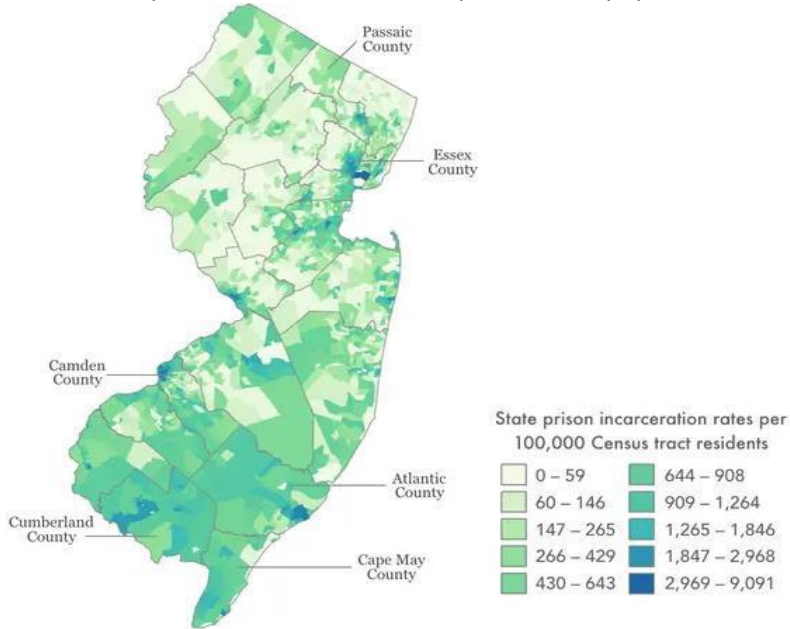 Passaic
County
Essex
County
Camden
County
Atlantic
County
Cumberland
County
Cape May
County
State prison incarceration rates per
100,000 Census tract residents
0 – 59
60 – 146
147 – 265
266 – 429
430 – 643
644 – 908
909 – 1,264
1,265 – 1,846
1,847 – 2,968
2,969 – 9,091